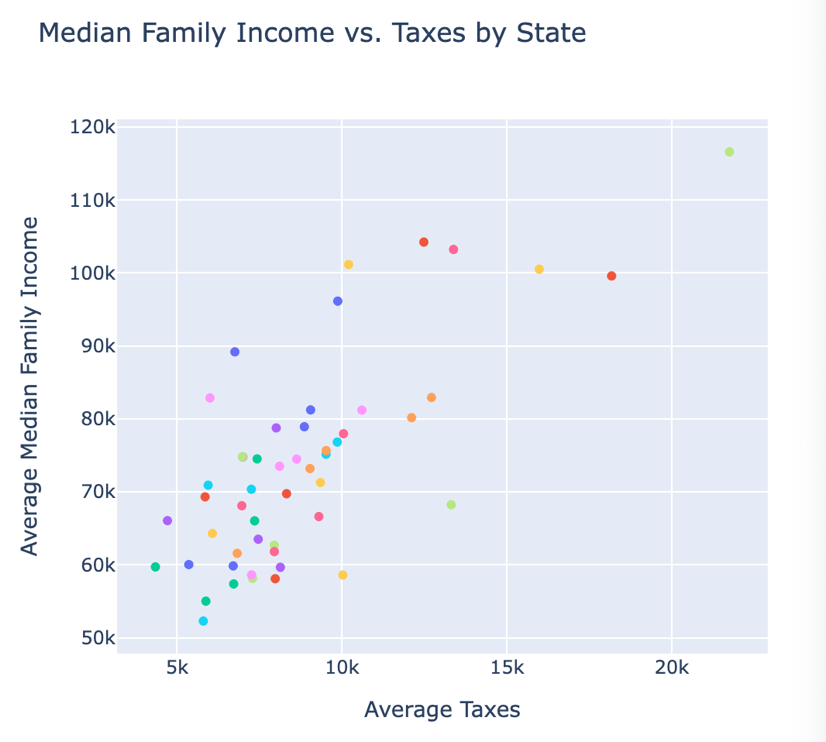 Median Family Income vs. Taxes by State
120k
110k
100k
90k
80k
70k
60k
50k
Average Median Family Income
5k 10k 15k 20k
Average Taxes